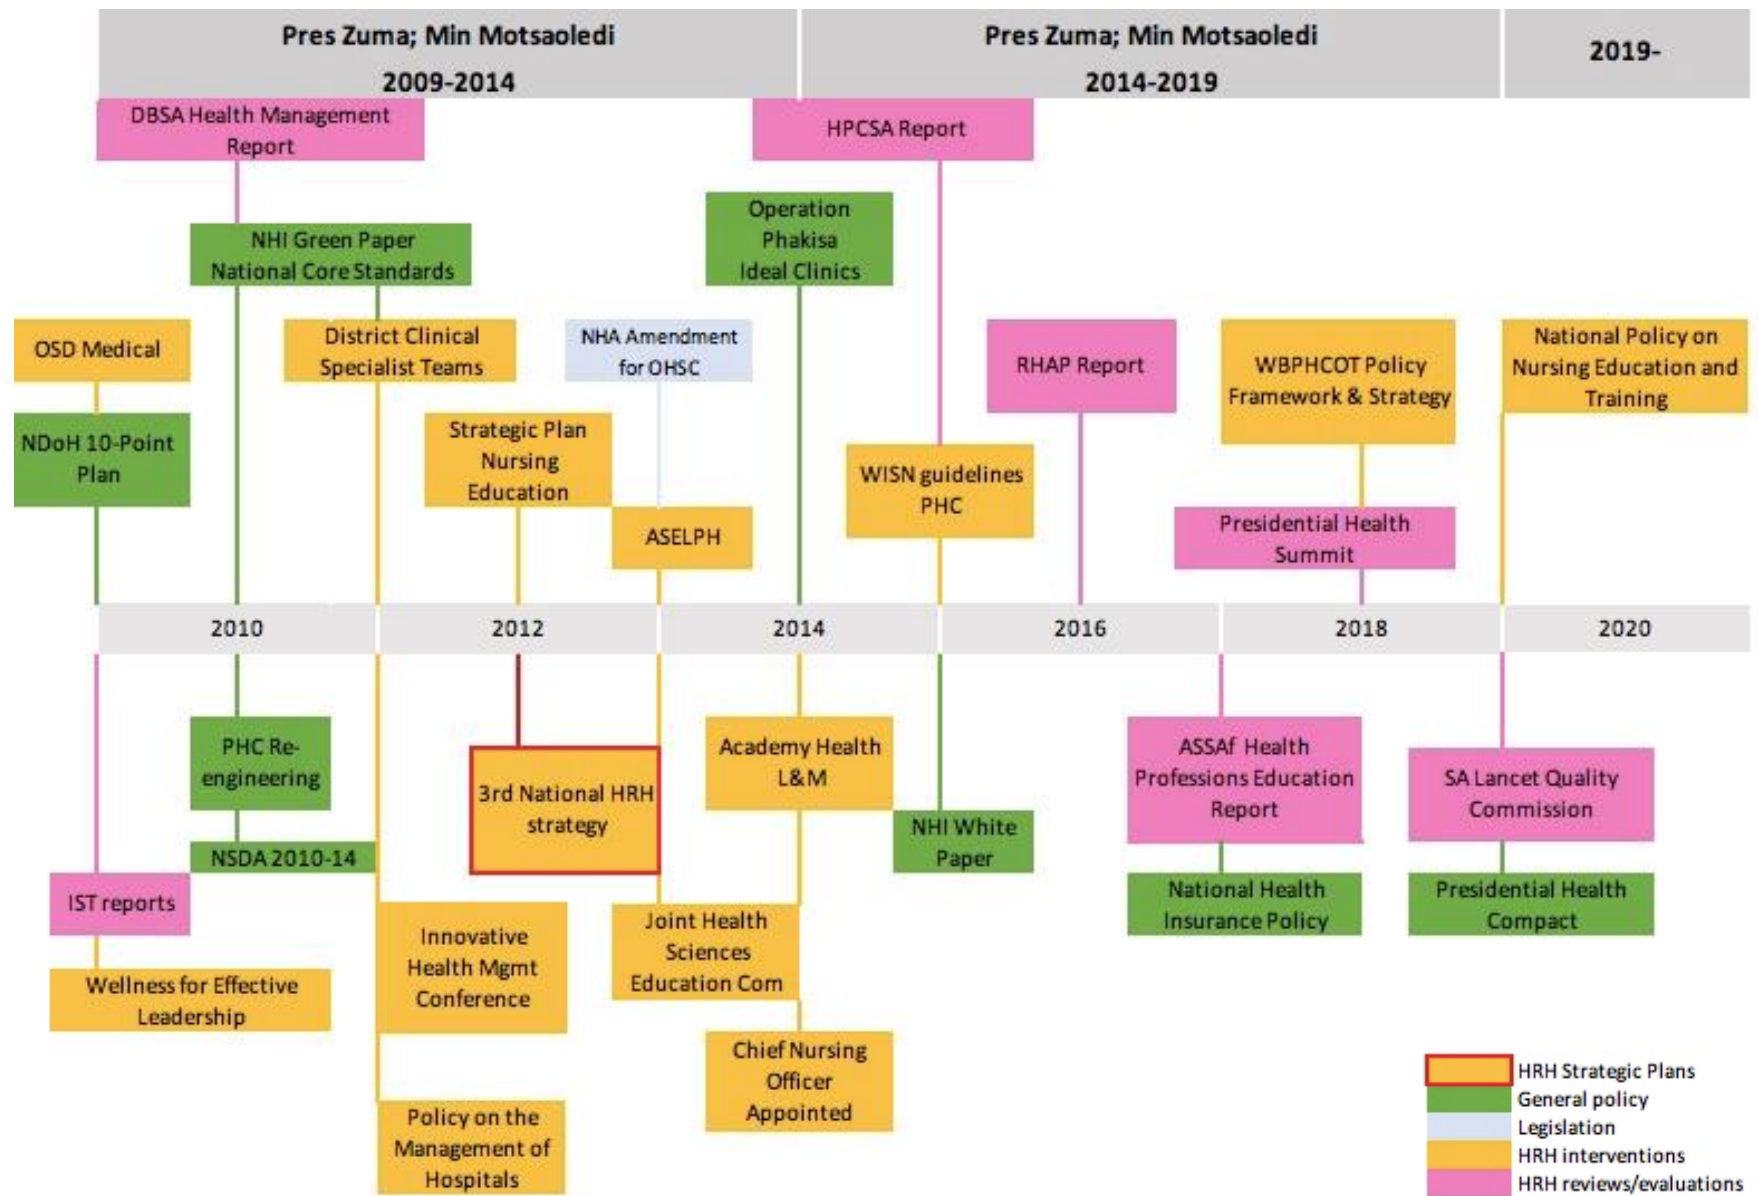 Pres Zuma; Min Motsaoledi
2009-2014
Pres Zuma; Min Motsaoledi
2014-2019
2019-
DBSA Health Management
Report
HPCSA Report
Operation
Phakisa
Ideal Clinics
NHI Green Paper
National Core Standards
OSD Medical
District Clinical
Specialist Teams
NHA Amendment
for OHSC
RHAP Report
WBPHCOT Policy
Framework & Strategy
National Policy on
Nursing Education and
Training
NDoH 10-Point
Plan
Strategic Plan
Nursing
Education
WISN guidelines
PHC
ASELPH
Presidential Health
Summit
2010
2012
2014
2016
2018
2020
PHC Re-
engineering
3rd National HRH
strategy
Academy Health
L&M
ASSAf Health
Professions Education
Report
SA Lancet Quality
Commission
NSDA 2010-14
NHI White
Paper
IST reports
National Health
Insurance Policy
Presidential Health
Compact
Innovative
Health Mgmt
Conference
Joint Health
Sciences
Education Com
Wellness for Effective
Leadership
Chief Nursing
Officer
Appointed
Policy on the
Management of
Hospitals
HRH Strategic Plans
General policy
Legislation
HRH interventions
HRH reviews/evaluations